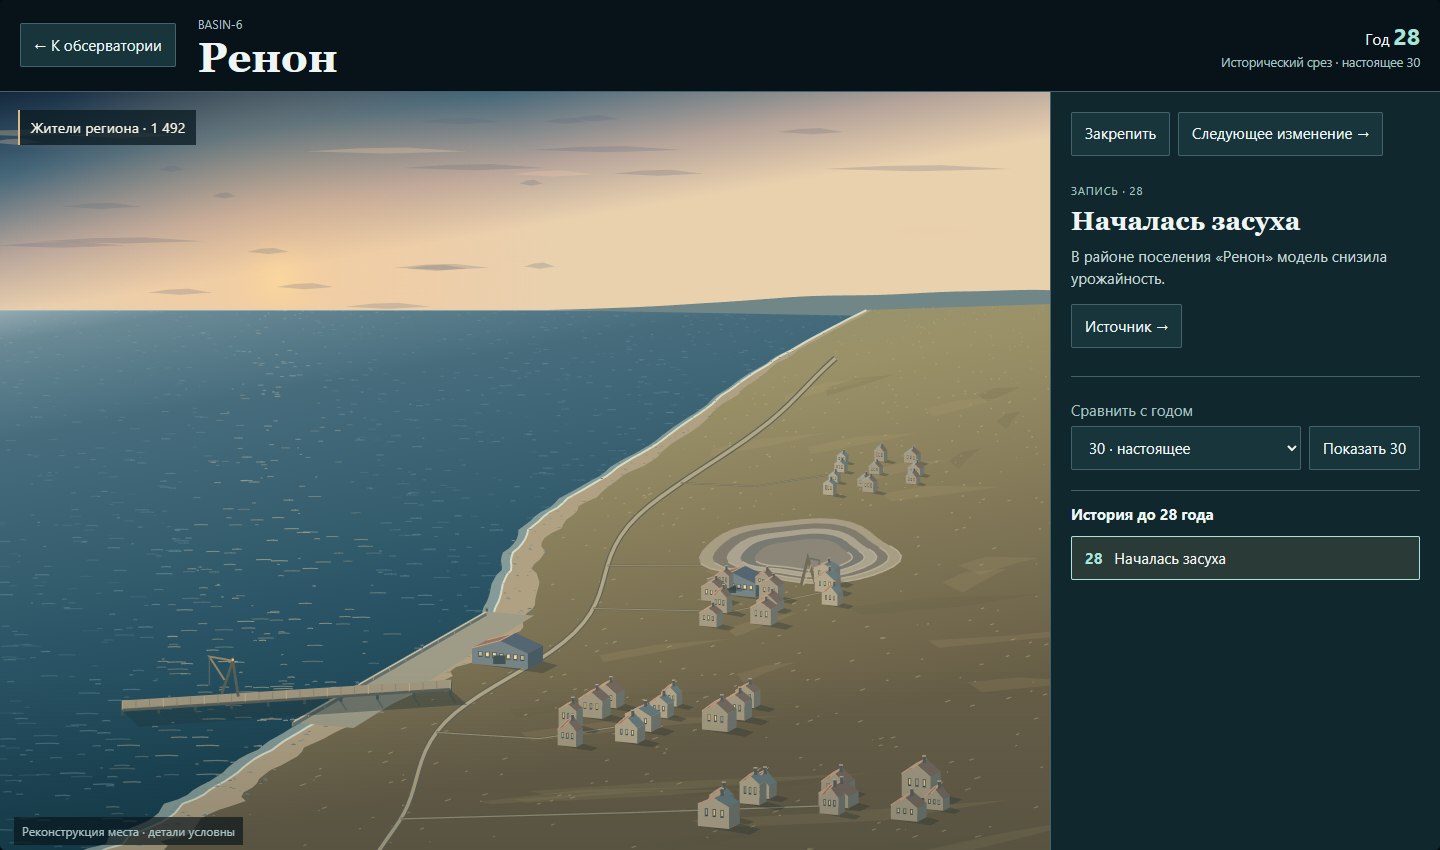 ← К обсерватории
BASIN-6
Ренон
Год 28
Исторический срез · настоящее 30
Жители региона · 1 492
Реконструкция места · детали условны
Закрепить
Следующее изменение →
ЗАПИСЬ · 28
Началась засуха
В районе поселения «Ренон» модель снизила
урожайность.
Источник →
Сравнить с годом
30 · настоящее
Показать 30
История до 28 года
28 Началась засуха